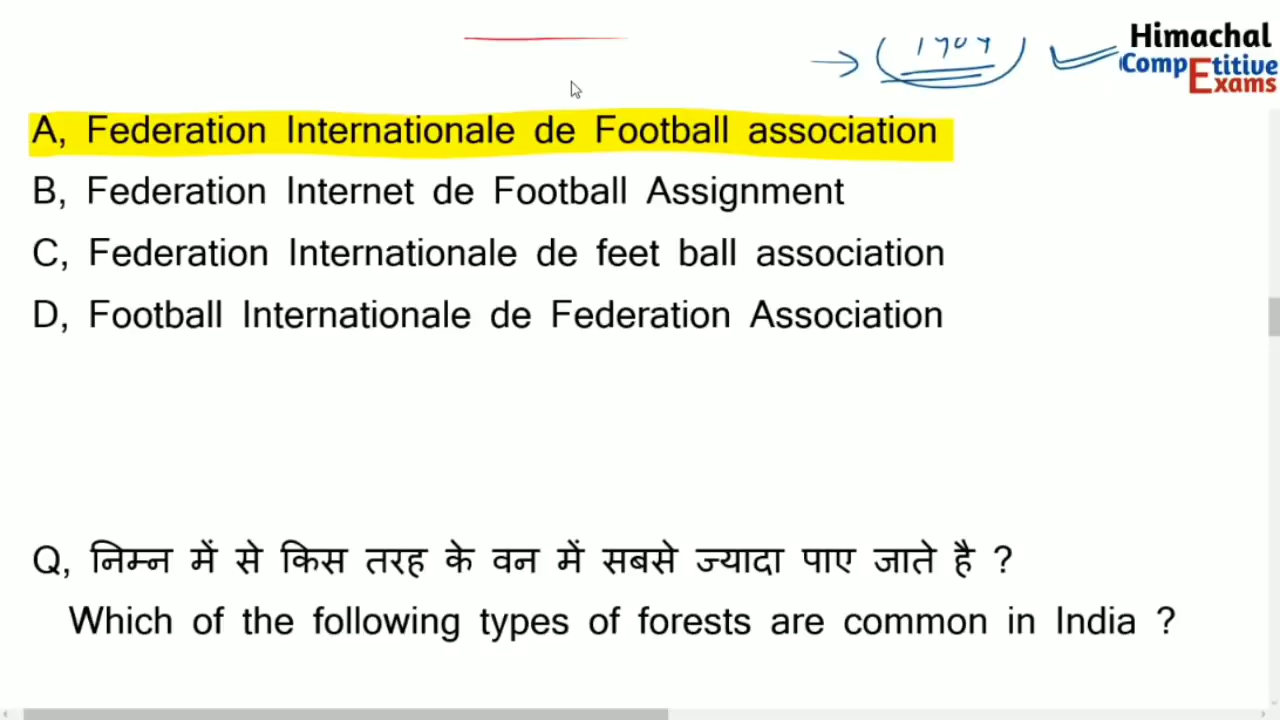 Himachal
Competitive
Exams
1904
A, Federation Internationale de Football association
B, Federation Internet de Football Assignment
C, Federation Internationale de feet ball association
D, Football Internationale de Federation Association
Q, निम्न में से किस तरह के वन में सबसे ज्यादा पाए जाते है ?
Which of the following types of forests are common in India ?